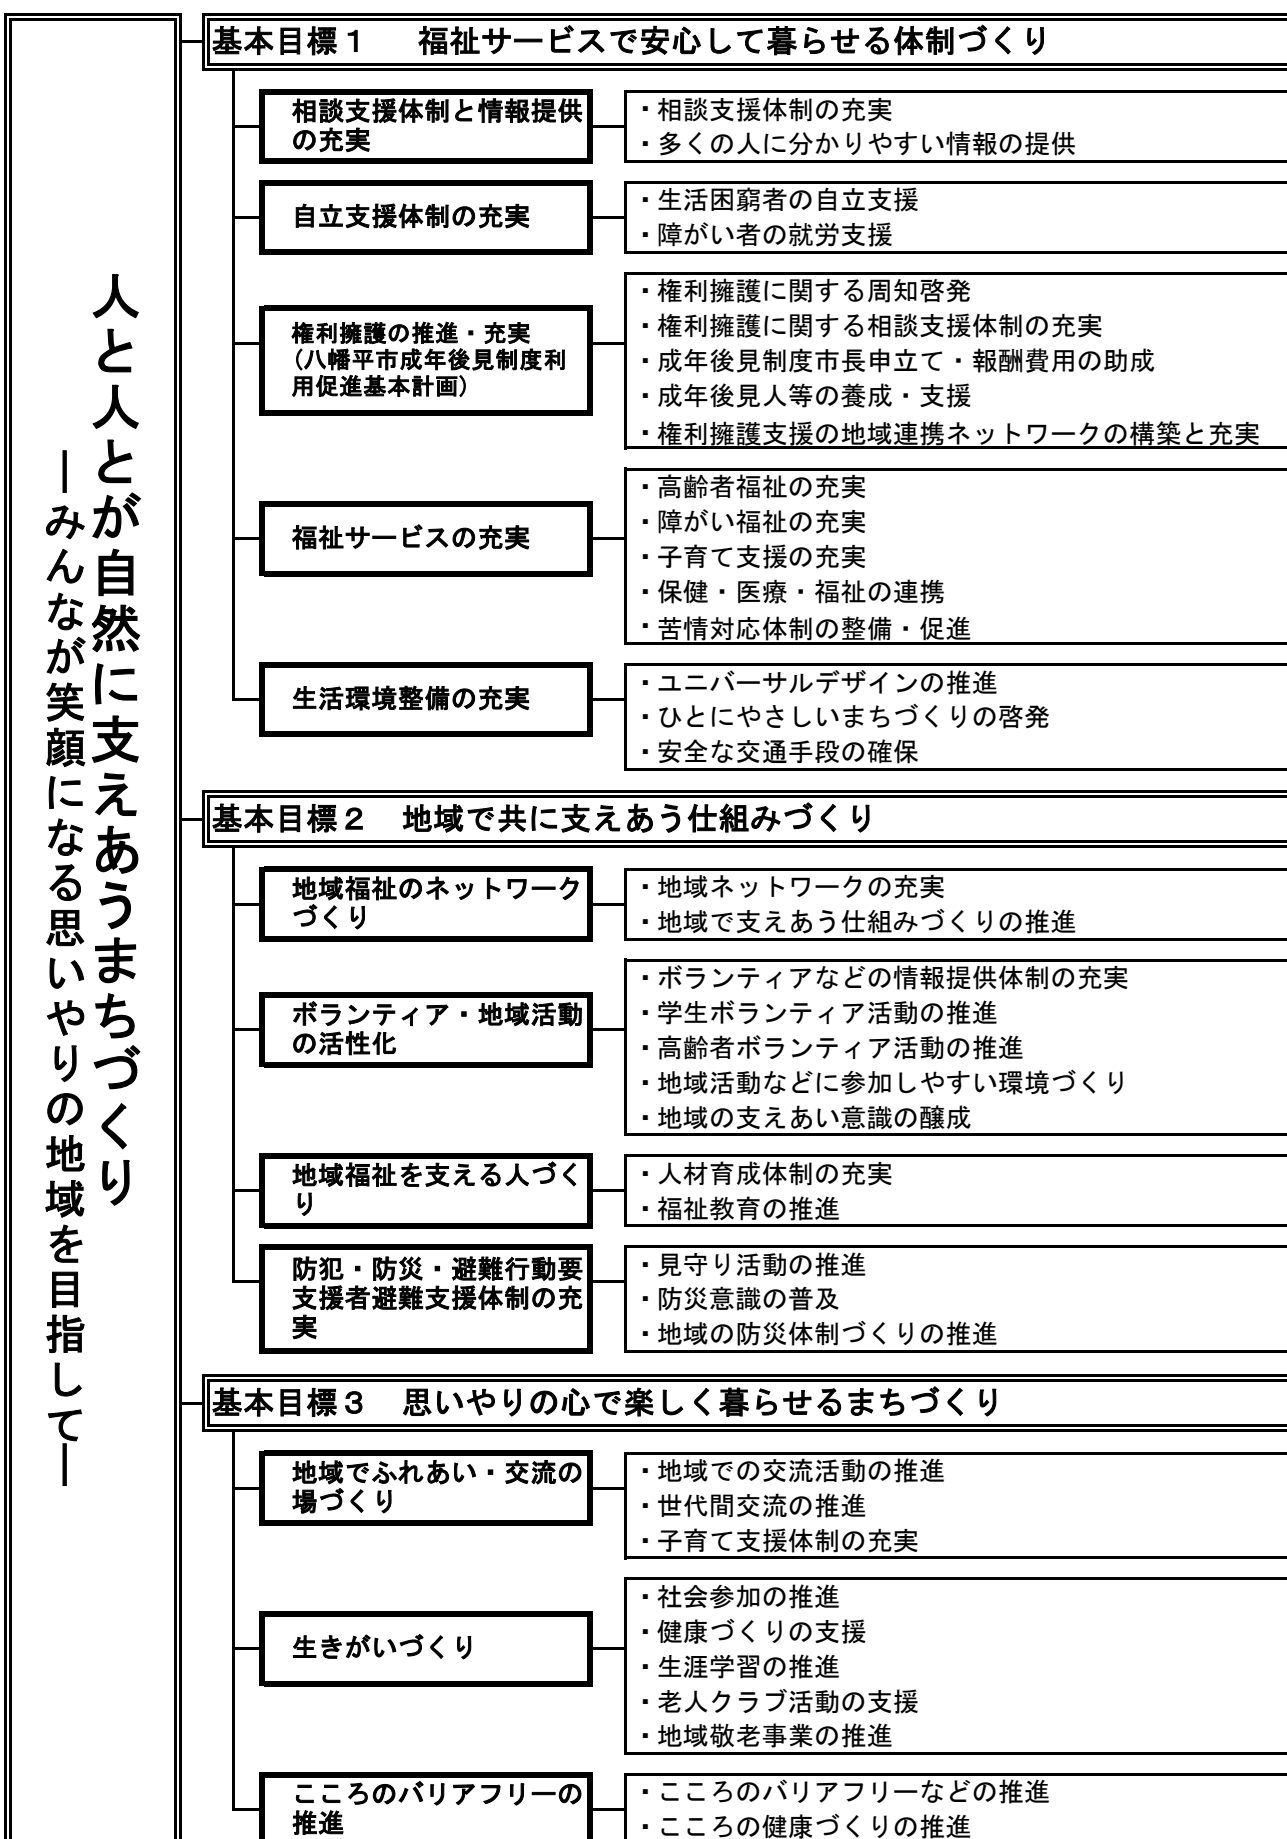 人と人とが自然に支えあうまちづくり
―みんなが笑顔になる思いやりの地域を目指して―
基本目標１　福祉サービスで安心して暮らせる体制づくり
相談支援体制と情報提供
の充実
・相談支援体制の充実
・多くの人に分かりやすい情報の提供
自立支援体制の充実
・生活困窮者の自立支援
・障がい者の就労支援
権利擁護の推進・充実
(八幡平市成年後見制度利
用促進基本計画)
・権利擁護に関する周知啓発
・権利擁護に関する相談支援体制の充実
・成年後見制度市長申立て・報酬費用の助成
・成年後見人等の養成・支援
・権利擁護支援の地域連携ネットワークの構築と充実
福祉サービスの充実
・高齢者福祉の充実
・障がい福祉の充実
・子育て支援の充実
・保健・医療・福祉の連携
・苦情対応体制の整備・促進
生活環境整備の充実
・ユニバーサルデザインの推進
・ひとにやさしいまちづくりの啓発
・安全な交通手段の確保
基本目標２　地域で共に支えあう仕組みづくり
地域福祉のネットワーク
づくり
・地域ネットワークの充実
・地域で支えあう仕組みづくりの推進
ボランティア・地域活動
の活性化
・ボランティアなどの情報提供体制の充実
・学生ボランティア活動の推進
・高齢者ボランティア活動の推進
・地域活動などに参加しやすい環境づくり
・地域の支えあい意識の醸成
地域福祉を支える人づく
り
・人材育成体制の充実
・福祉教育の推進
防犯・防災・避難行動要
支援者避難支援体制の充
実
・見守り活動の推進
・防災意識の普及
・地域の防災体制づくりの推進
基本目標３　思いやりの心で楽しく暮らせるまちづくり
地域でふれあい・交流の
場づくり
・地域での交流活動の推進
・世代間交流の推進
・子育て支援体制の充実
生きがいづくり
・社会参加の推進
・健康づくりの支援
・生涯学習の推進
・老人クラブ活動の支援
・地域敬老事業の推進
こころのバリアフリーの
推進
・こころのバリアフリーなどの推進
・こころの健康づくりの推進